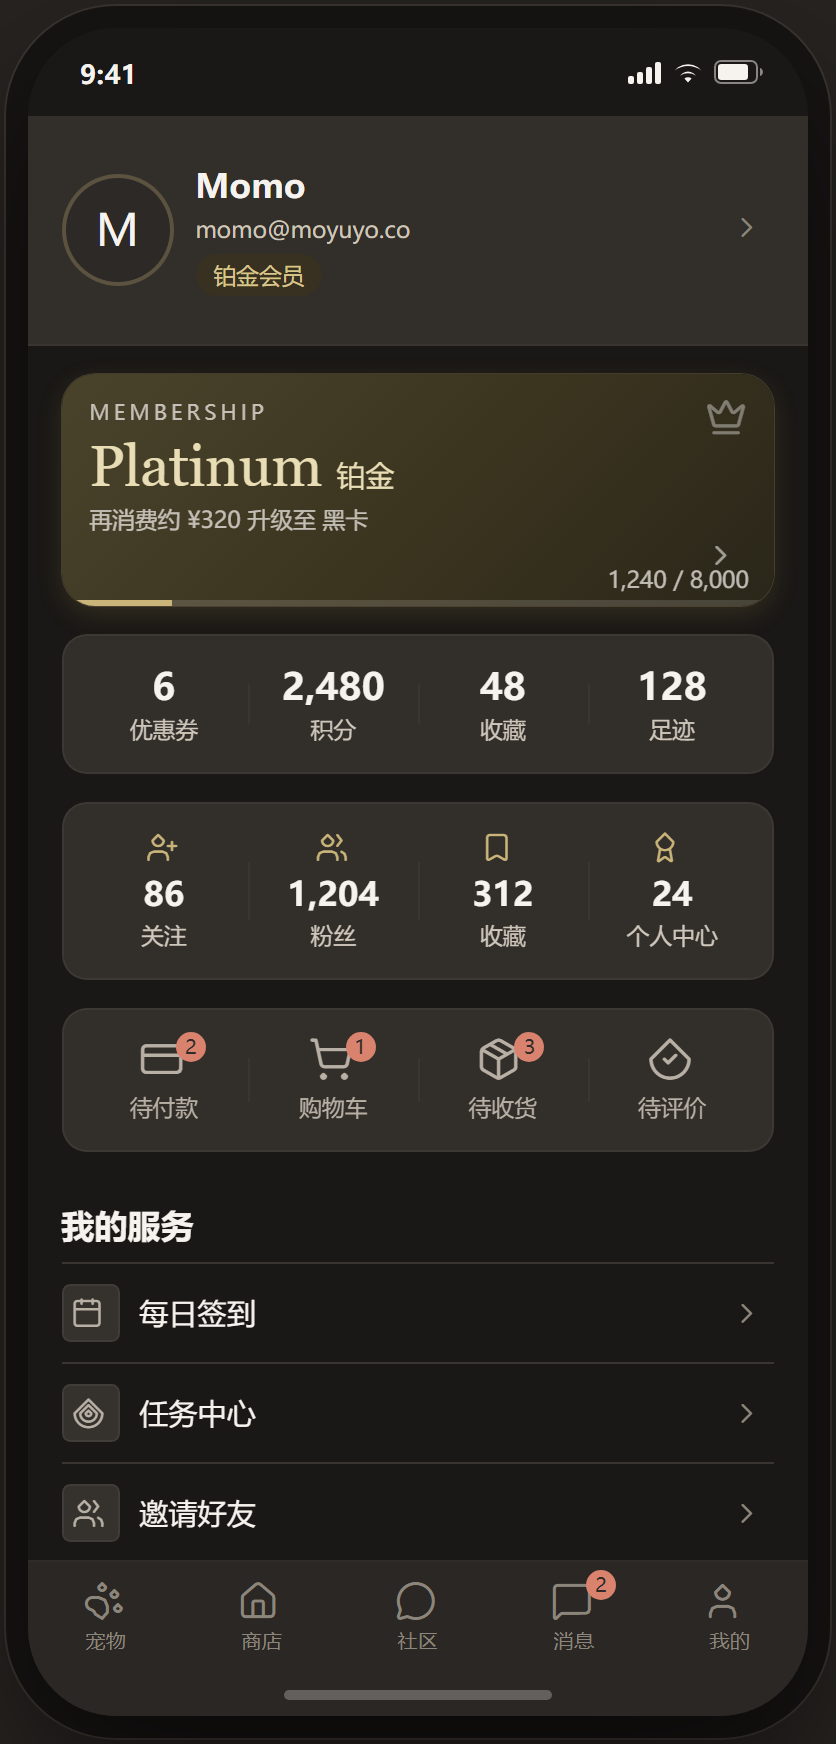 9:41
M
Momo
momo@moyuyo.co
铂金会员
MEMBERSHIP
Platinum 铂金
再消费约 ¥320 升级至 黑卡
1,240 / 8,000
6 2,480 48 128
优惠券 积分 收藏 足迹
86 1,204 312 24
关注 粉丝 收藏 个人中心
2 1 3
待付款 购物车 待收货 待评价
我的服务
每日签到
任务中心
邀请好友
2
宠物 商店 社区 消息 我的